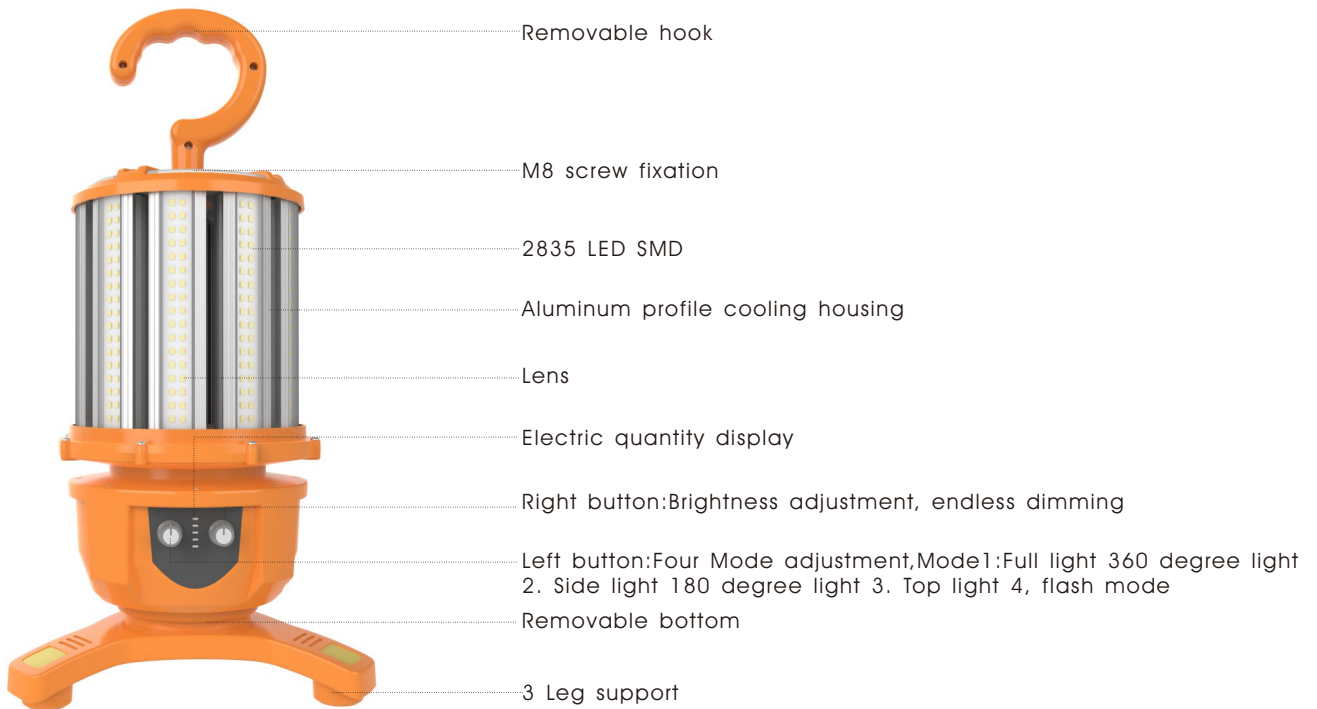 Removable hook
M8 screw fixation
2835 LED SMD
Aluminum profile cooling housing
Lens
Electric quantity display
Right button:Brightness adjustment, endless dimming
Left button:Four Mode adjustment,Mode1:Full light 360 degree light
2. Side light 180 degree light 3. Top light 4, flash mode
Removable bottom
3 Leg support